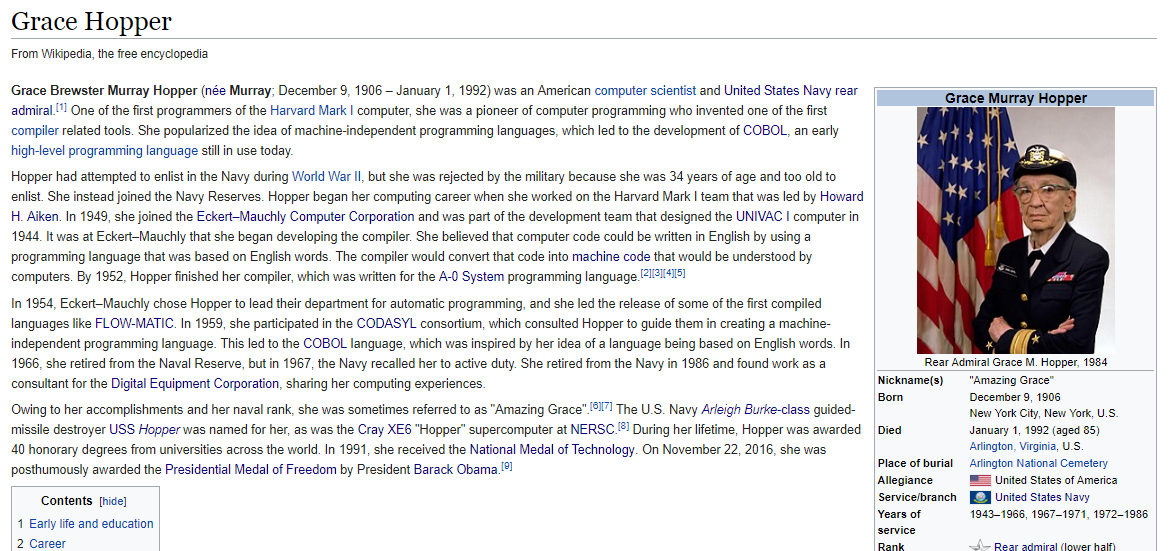 Grace Hopper
From Wikipedia, the free encyclopedia
Grace Brewster Murray Hopper (née Murray; December 9, 1906 – January 1, 1992) was an American computer scientist and United States Navy rear
admiral.[1] One of the first programmers of the Harvard Mark I computer, she was a pioneer of computer programming who invented one of the first
compiler related tools. She popularized the idea of machine-independent programming languages, which led to the development of COBOL, an early
high-level programming language still in use today.
Hopper had attempted to enlist in the Navy during World War II, but she was rejected by the military because she was 34 years of age and too old to
enlist. She instead joined the Navy Reserves. Hopper began her computing career when she worked on the Harvard Mark I team that was led by Howard
H. Aiken. In 1949, she joined the Eckert–Mauchly Computer Corporation and was part of the development team that designed the UNIVAC I computer in
1944. It was at Eckert–Mauchly that she began developing the compiler. She believed that computer code could be written in English by using a
programming language that was based on English words. The compiler would convert that code into machine code that would be understood by
computers. By 1952, Hopper finished her compiler, which was written for the A-0 System programming language.[2][3][4][5]
In 1954, Eckert–Mauchly chose Hopper to lead their department for automatic programming, and she led the release of some of the first compiled
languages like FLOW-MATIC. In 1959, she participated in the CODASYL consortium, which consulted Hopper to guide them in creating a machine-
independent programming language. This led to the COBOL language, which was inspired by her idea of a language being based on English words. In
1966, she retired from the Naval Reserve, but in 1967, the Navy recalled her to active duty. She retired from the Navy in 1986 and found work as a
consultant for the Digital Equipment Corporation, sharing her computing experiences.
Owing to her accomplishments and her naval rank, she was sometimes referred to as "Amazing Grace".[6][7] The U.S. Navy Arleigh Burke-class guided-
missile destroyer USS Hopper was named for her, as was the Cray XE6 "Hopper" supercomputer at NERSC.[8] During her lifetime, Hopper was awarded
40 honorary degrees from universities across the world. In 1991, she received the National Medal of Technology. On November 22, 2016, she was
posthumously awarded the Presidential Medal of Freedom by President Barack Obama.[9]
Contents [hide]
1 Early life and education
2 Career
Grace Murray Hopper
Rear Admiral Grace M. Hopper, 1984
Nickname(s) "Amazing Grace"
Born December 9, 1906
New York City, New York, U.S.
Died January 1, 1992 (aged 85)
Arlington, Virginia, U.S.
Place of burial Arlington National Cemetery
Allegiance United States of America
Service/branch United States Navy
Years of 1943–1966, 1967–1971, 1972–1986
service
Rank Rear admiral (lower half)